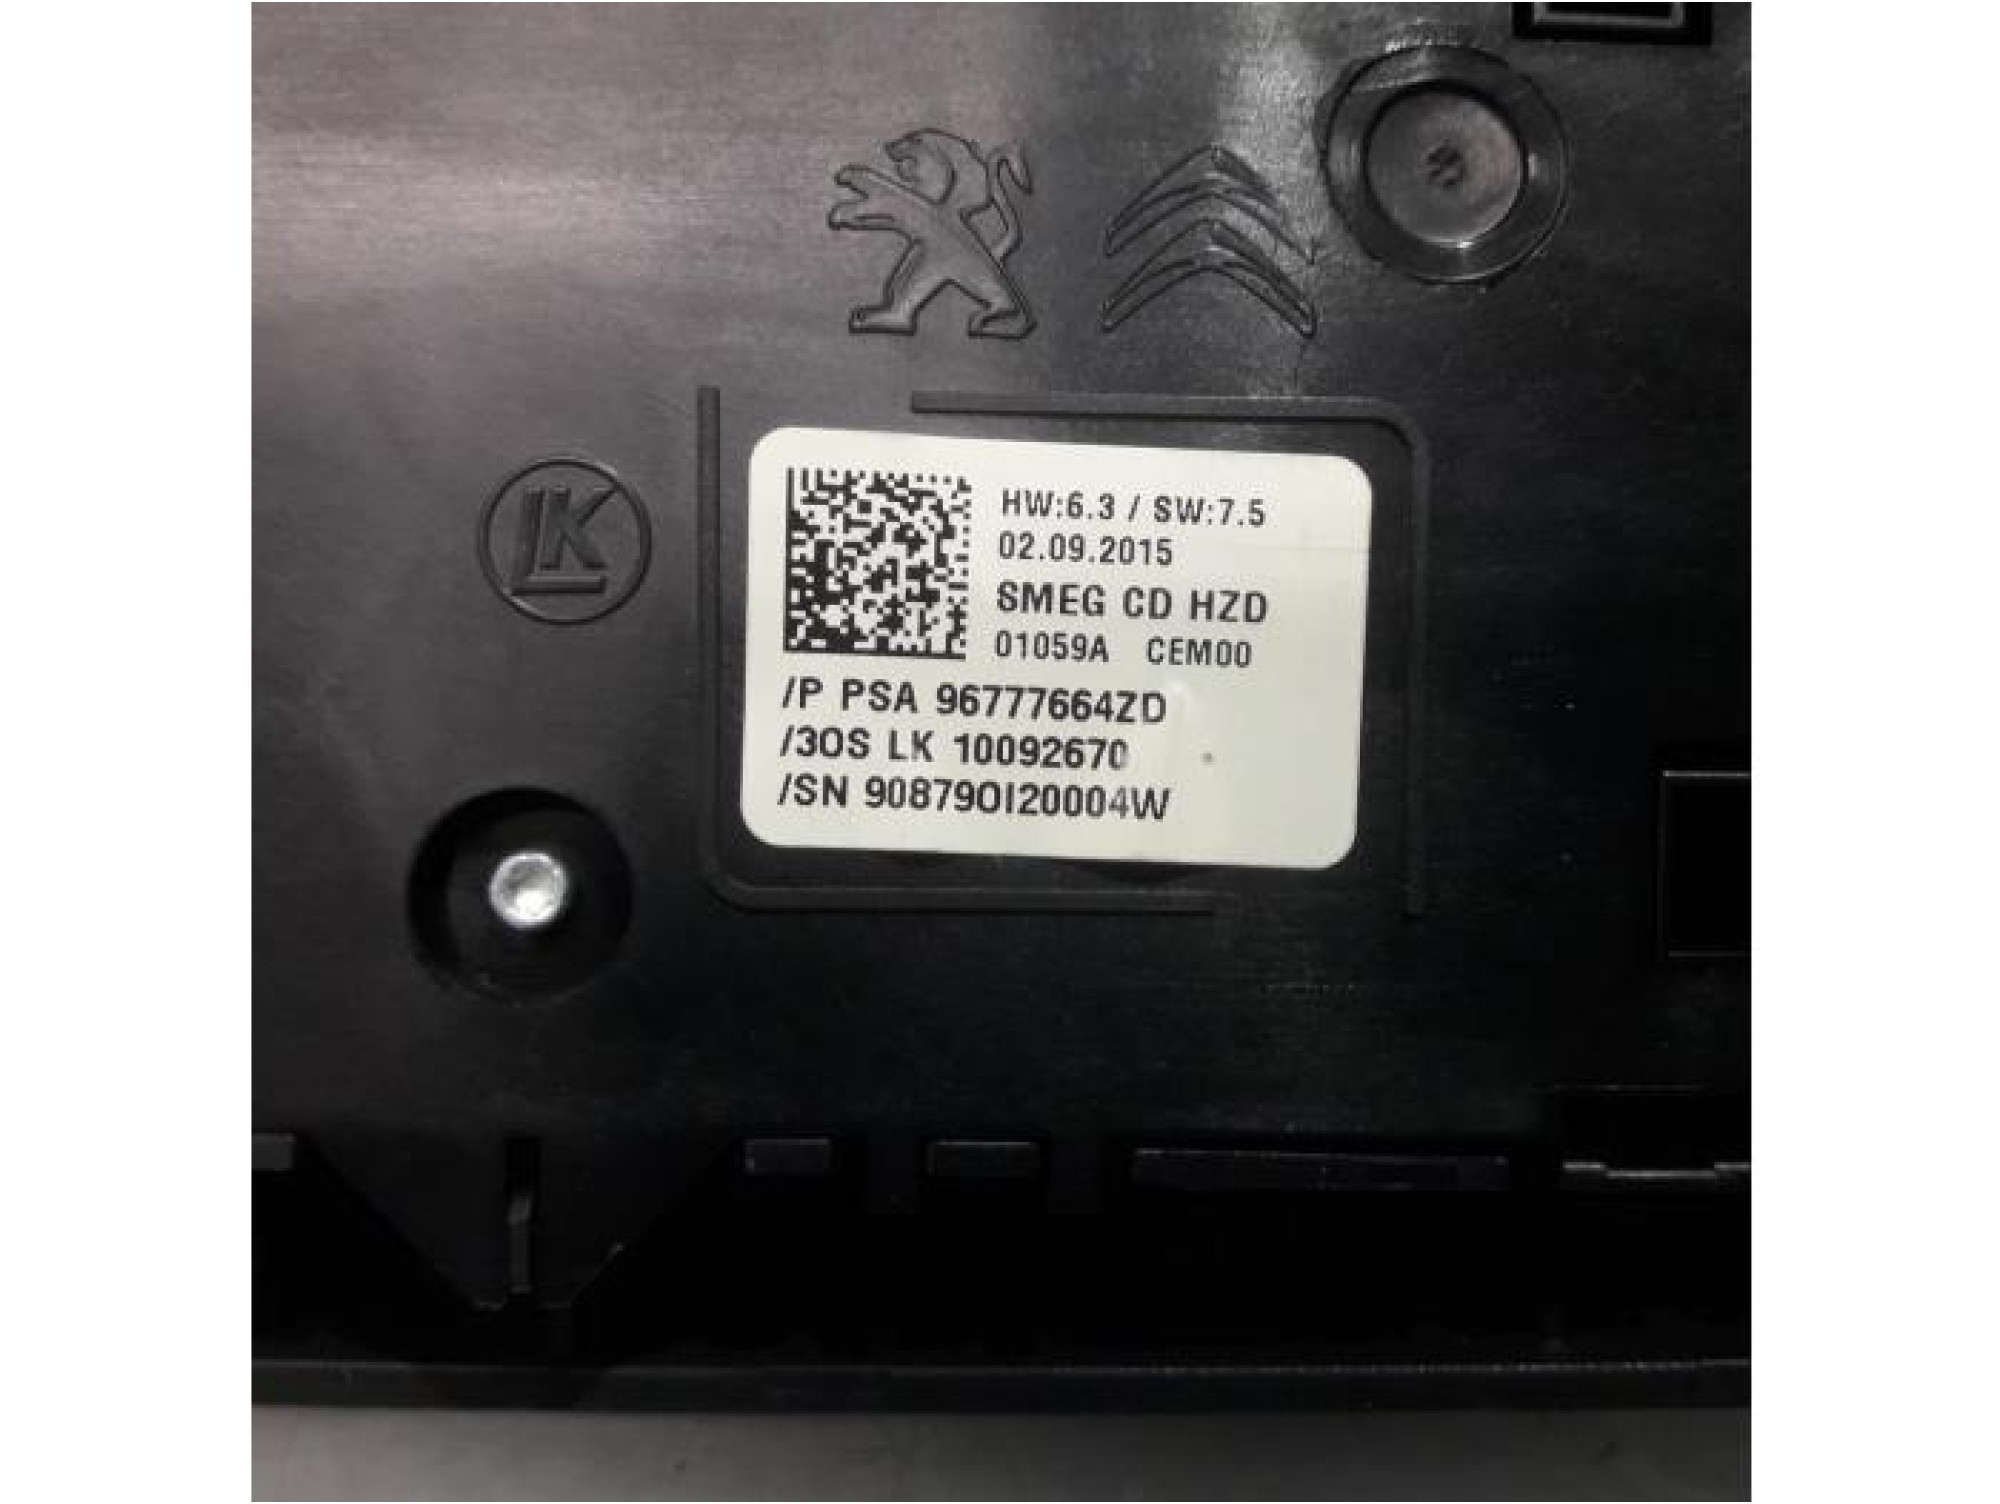 LK
HW:6.3 / SW:7.5
02.09.2015
SMEG CD HZD
01059A CEM00
/P PSA 96777664ZD
/3OS LK 10092670
/SN 90879OI20004W